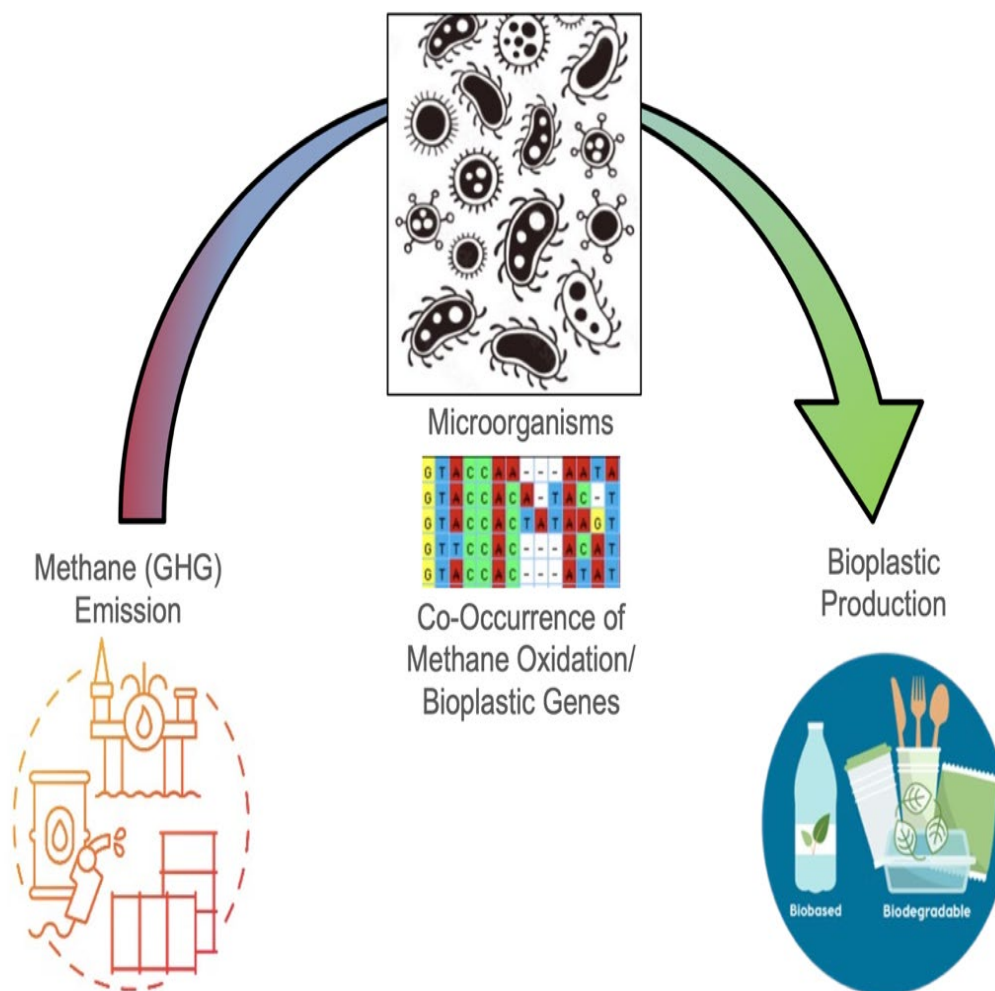 Microorganisms
GTACCAA---AATA
GTACCACA-TAC-T
GTACCACTATAAGT
GTTCCAC---ACAT
GTACCAC---ATAT
Methane (GHG)
Emission
Co-Occurrence of
Methane Oxidation/
Bioplastic Genes
Bioplastic
Production
Biobased
Biodegradable